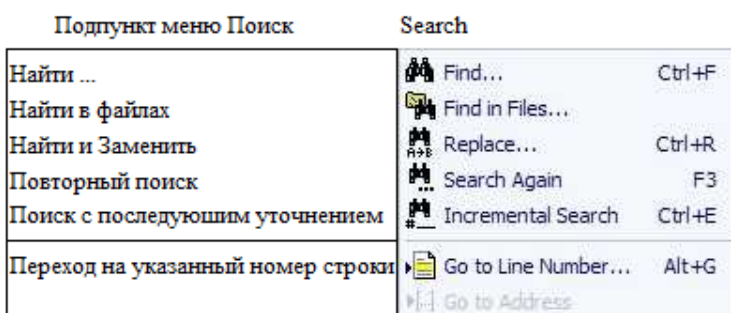 Подпункт меню Поиск Search
Найти ... Find... Ctrl+F
Найти в файлах Find in Files...
Найти и Заменить Replace... Ctrl+R
Повторный поиск Search Again F3
Поиск с последуюшим уточнением Incremental Search Ctrl+E
Переход на указанный номер строки Go to Line Number... Alt+G
Go to Address